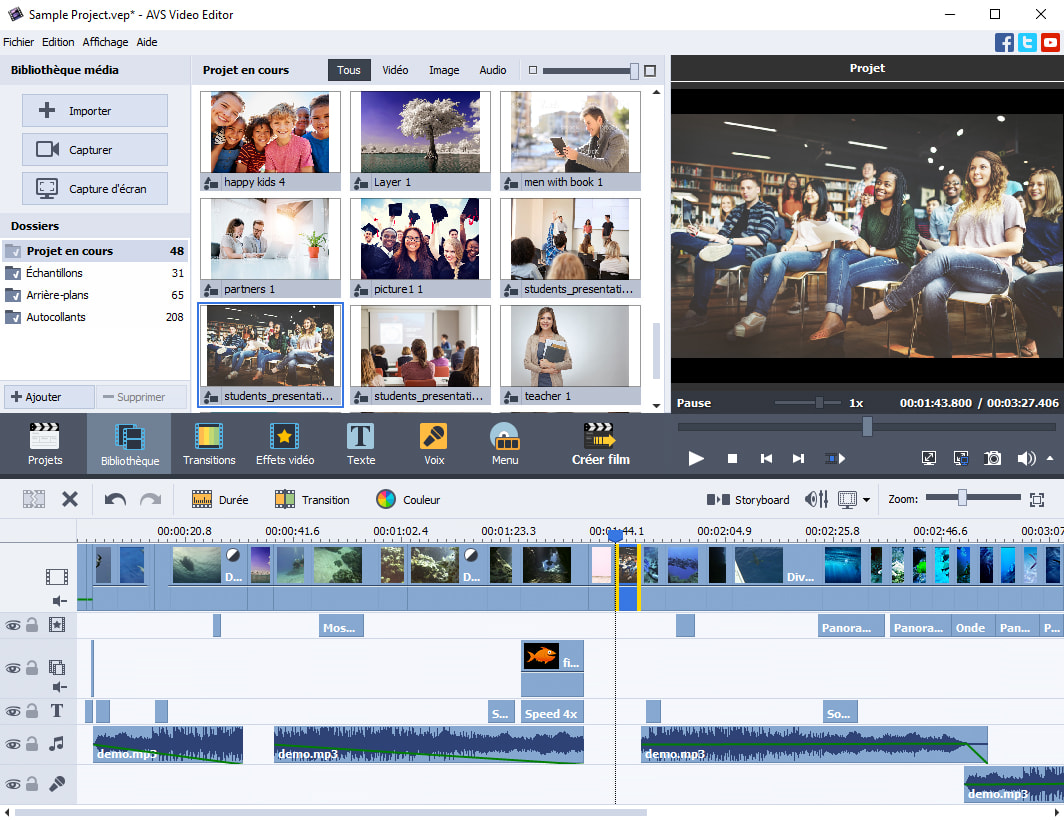 Sample Project.vep* - AVS Video Editor
Fichier Edition Affichage Aide
Bibliothèque média
Projet en cours
Tous
Vidéo
Image
Audio
Projet
Importer
Capturer
Capture d'écran
Dossiers
Projet en cours 48
Échantillons 31
Arrière-plans 65
Autocollants 208
Ajouter
Supprimer
happy kids 4
Layer 1
men with book 1
partners 1
picture1 1
students_presentati...
students_presentati...
students_presentati...
teacher 1
Pause
1x
00:01:43.800 / 00:03:27.406
Projets
Bibliothèque
Transitions
Effets vidéo
Texte
Voix
Menu
Créer film
Durée
Transition
Couleur
Storyboard
Zoom:
00:00:20.8
00:00:41.6
00:01:02.4
00:01:23.3
00:01:44.1
00:02:04.9
00:02:25.8
00:02:46.6
00:03:07
D...
D...
Div...
Mos...
Panora...
Panora...
Onde
Pan...
P...
fi...
T
S...
Speed 4x
So...
demo.mp3
demo.mp3
demo.mp3
demo.mp3